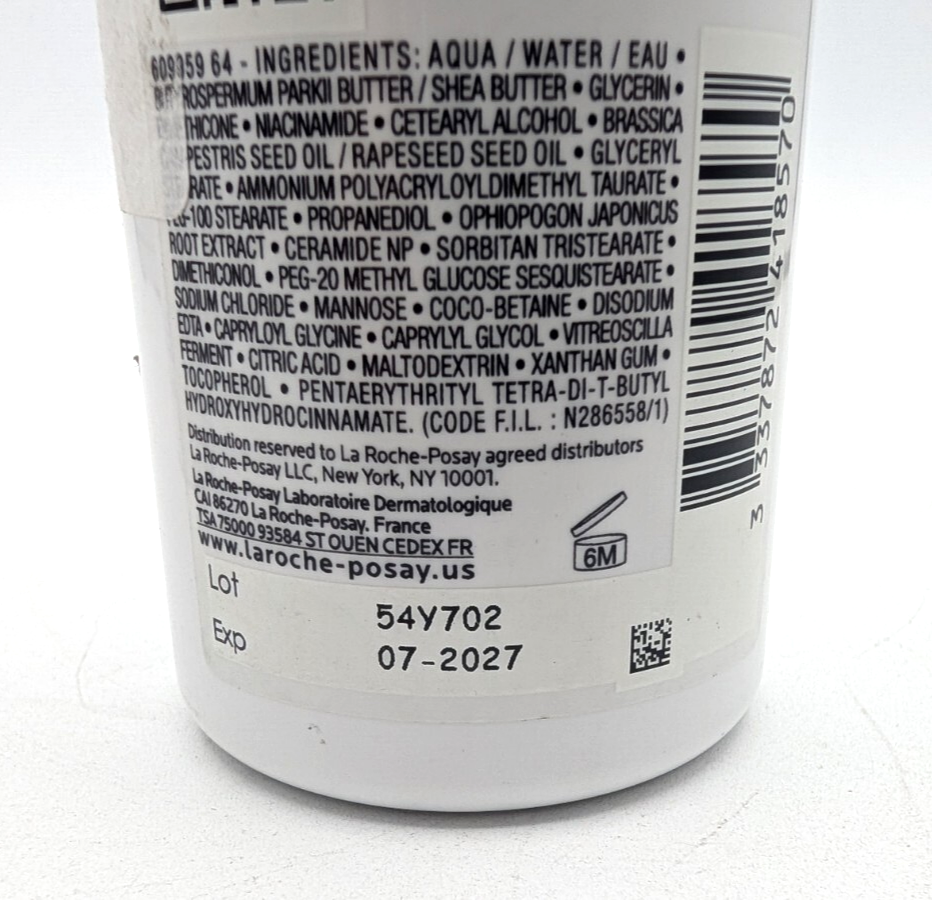 609959 64 - INGREDIENTS: AQUA / WATER / EAU •
PARKII BUTTER / SHEA BUTTER • GLYCERIN •
• NIACINAMIDE • CETEARYL ALCOHOL • BRASSICA
SEED OIL / RAPESEED SEED OIL • GLYCERYL
• AMMONIUM POLYACRYLOYLDIMETHYL TAURATE •
PEG-100 STEARATE • PROPANEDIOL • OPHIOPOGON JAPONICUS
ROOT EXTRACT • CERAMIDE NP • SORBITAN TRISTEARATE •
DIMETHICONOL • PEG-20 METHYL GLUCOSE SESQUISTEARATE •
SODIUM CHLORIDE • MANNOSE • COCO-BETAINE • DISODIUM
EDTA • CAPRYLOYL GLYCINE • CAPRYLYL GLYCOL • VITREOSCILLA
FERMENT • CITRIC ACID • MALTODEXTRIN • XANTHAN GUM •
TOCOPHEROL • PENTAERYTHRITYL TETRA-DI-T-BUTYL
HYDROXYHYDROCINNAMATE. (CODE F.I.L. : N286558/1)
Distribution reserved to La Roche-Posay agreed distributors
La Roche-Posay LLC, New York, NY 10001.
La Roche-Posay Laboratoire Dermatologique
CAI 86270 La Roche-Posay. France
TSA 75000 93584 ST OUEN CEDEX FR
www.laroche-posay.us
6M
Lot 54Y702
Exp 07-2027
3 337872 418570